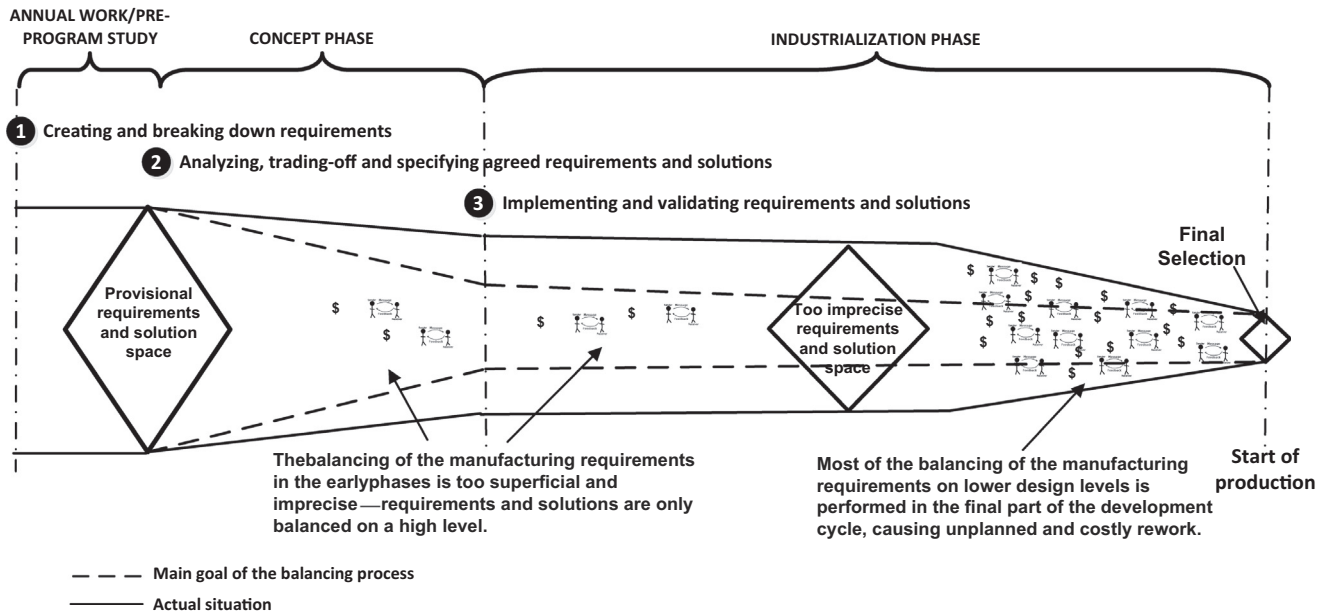 ANNUAL WORK/PRE-
PROGRAM STUDY
CONCEPT PHASE
INDUSTRIALIZATION PHASE
1 Creating and breaking down requirements
2 Analyzing, trading-off and specifying agreed requirements and solutions
3 Implementing and validating requirements and solutions
Final
Selection
Provisional
requirements
and solution
space
Too imprecise
requirements
and solution
space
$ $ $ $
$ $ $ $ $ $ $ $ $ $ $ $ $ $ $ $ $ $
Thebalancing of the manufacturing requirements
in the earlyphases is too superficial and
imprecise — requirements and solutions are only
balanced on a high level.
Most of the balancing of the manufacturing
requirements on lower design levels is
performed in the final part of the development
cycle, causing unplanned and costly rework.
Start of
production
Main goal of the balancing process
Actual situation